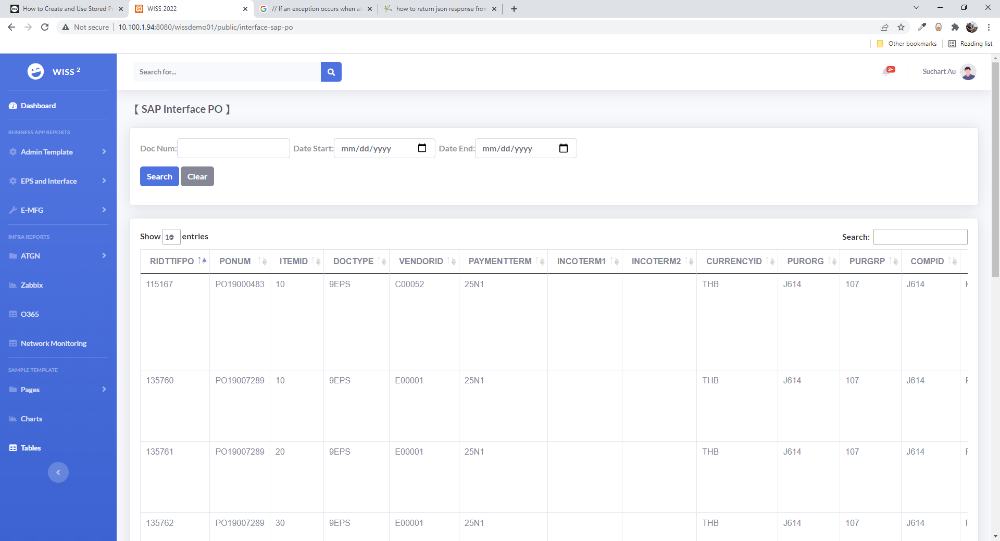 How to Create and Use Stored Pr
WISS 2022
// If an exception occurs when at
how to return json response from
Not secure
10.100.1.94:8080/wissdemo01/public/interface-sap-po
Other bookmarks
Reading list
WISS 2
Search for...
3+
Suchart Au
Dashboard
【 SAP Interface PO 】
BUSINESS APP REPORTS
Admin Template
EPS and Interface
E-MFG
INFRA REPORTS
ATGN
Zabbix
O365
Network Monitoring
SAMPLE TEMPLATE
Pages
Charts
Tables
Doc Num:
Date Start:
mm/dd/yyyy
Date End:
mm/dd/yyyy
Search
Clear
Show 10 entries
Search:
RIDTTIFPO PONUM ITEMID DOCTYPE VENDORID PAYMENTTERM INCOTERM1 INCOTERM2 CURRENCYID PURORG PURGRP COMPID
115167 PO19000483 10 9EPS C00052 25N1 THB J614 107 J614
135760 PO19007289 10 9EPS E00001 25N1 THB J614 107 J614
135761 PO19007289 20 9EPS E00001 25N1 THB J614 107 J614
135762 PO19007289 30 9EPS E00001 25N1 THB J614 107 J614